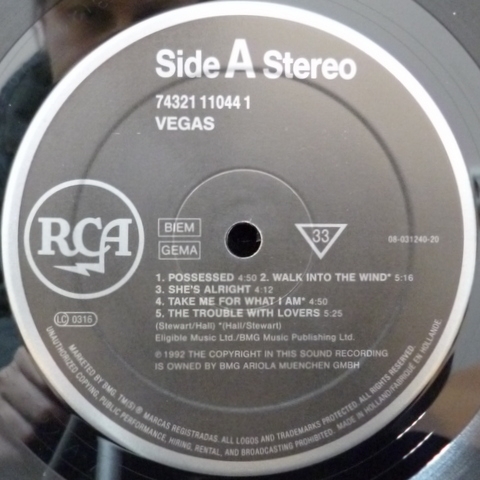 Side A Stereo
74321 11044 1
VEGAS
RCA
BIEM
GEMA
33
08-031240-20
1. POSSESSED 4:50 2. WALK INTO THE WIND* 5:16
3. SHE'S ALRIGHT 4:12
4. TAKE ME FOR WHAT I AM* 4:50
5. THE TROUBLE WITH LOVERS 5:25
(Stewart/Hall) *(Hall/Stewart)
Eligible Music Ltd./BMG Music Publishing Ltd.
℗ 1992 THE COPYRIGHT IN THIS SOUND RECORDING
IS OWNED BY BMG ARIOLA MUENCHEN GMBH
LC 0316
MARKETED BY BMG. TM(S) ® MARCAS REGISTRADAS. ALL LOGOS AND TRADEMARKS PROTECTED. ALL RIGHTS RESERVED.
UNAUTHORIZED COPYING, PUBLIC PERFORMANCE, HIRING, RENTAL, AND BROADCASTING PROHIBITED. MADE IN HOLLAND/FABRIQUE EN HOLLANDE.